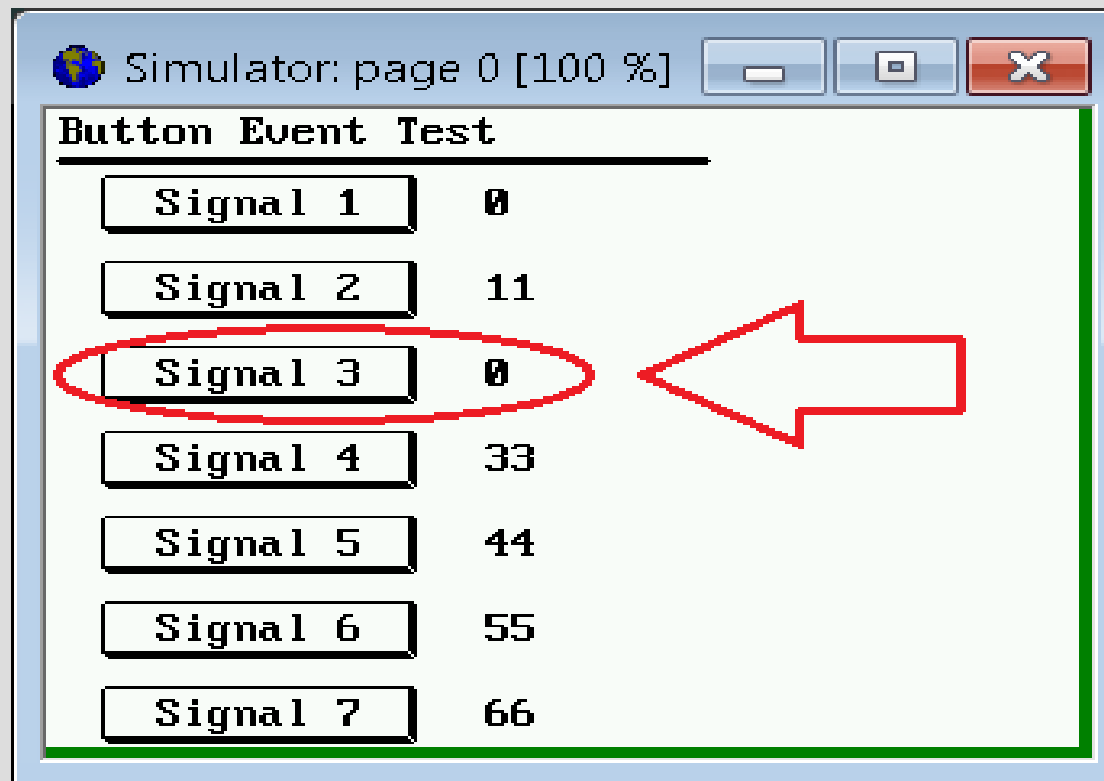 Simulator: page 0 [100 %]
Button Event Test
Signal 1 0
Signal 2 11
Signal 3 0
Signal 4 33
Signal 5 44
Signal 6 55
Signal 7 66